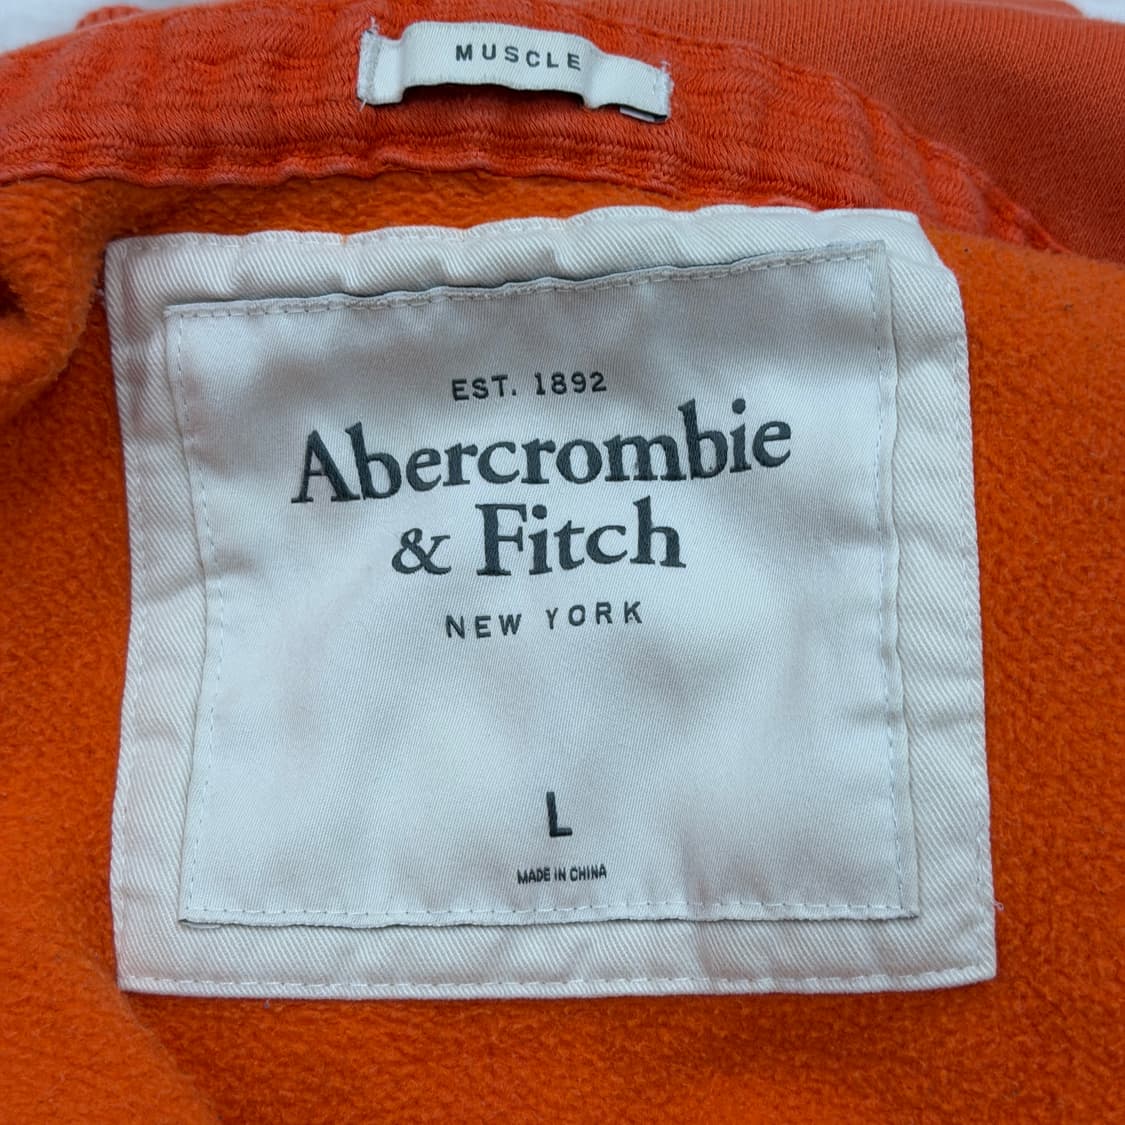 MUSCLE
EST. 1892
Abercrombie
& Fitch
NEW YORK
L
MADE IN CHINA